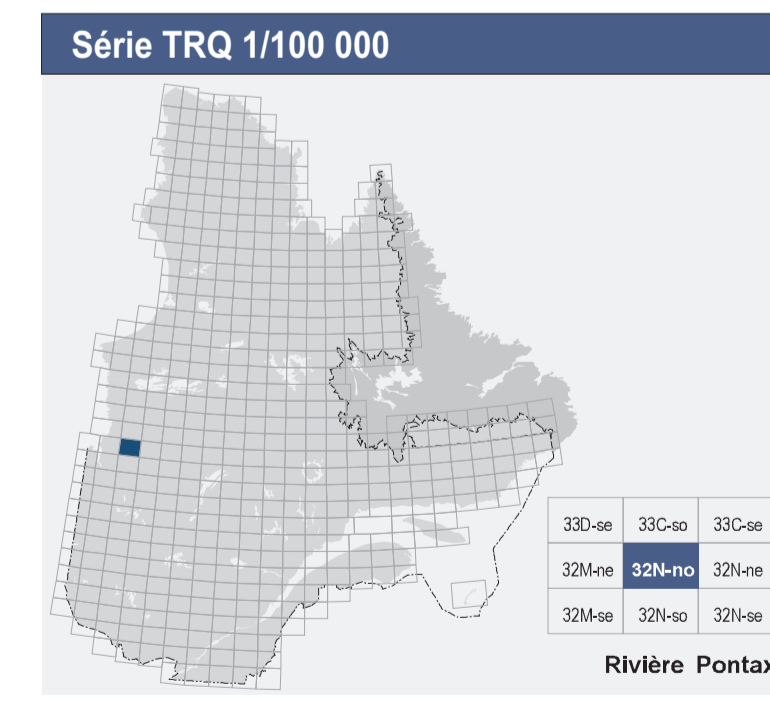 Série TRQ 1/100 000
33D-se 33C-so 33C-se
32M-ne 32N-no 32N-ne
32M-se 32N-so 32N-se
Rivière Pontax